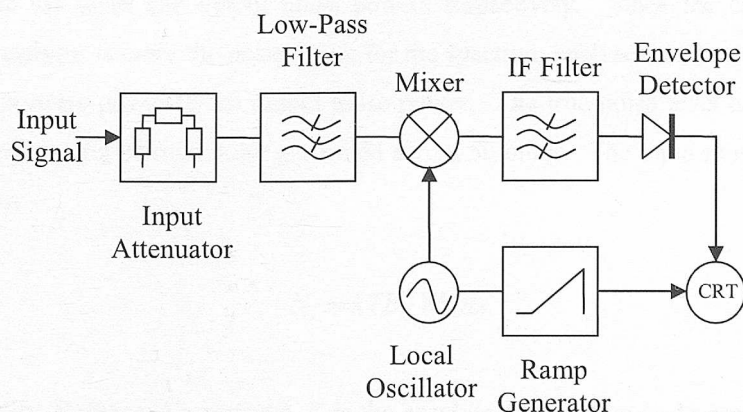 Low-Pass
Filter
Mixer
IF Filter
Envelope
Detector
Input
Signal
Input
Attenuator
CRT
Local
Oscillator
Ramp
Generator